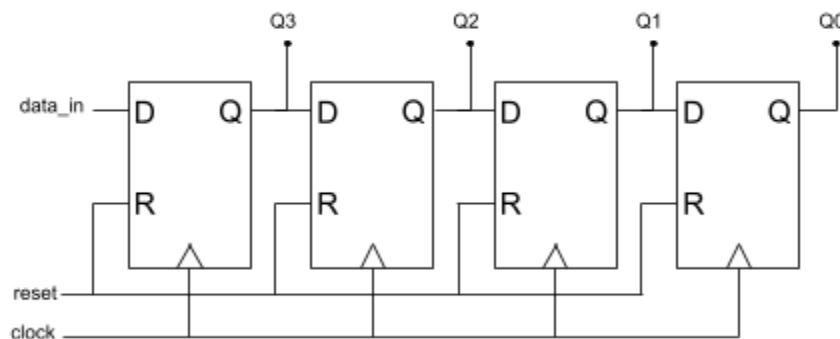 Q3 Q2 Q1 Q0
data_in D Q D Q D Q D Q
R R R R
reset
clock